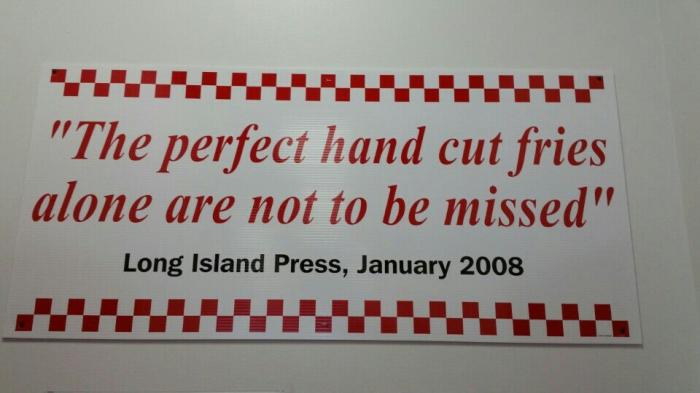 "The perfect hand cut fries
alone are not to be missed"
Long Island Press, January 2008